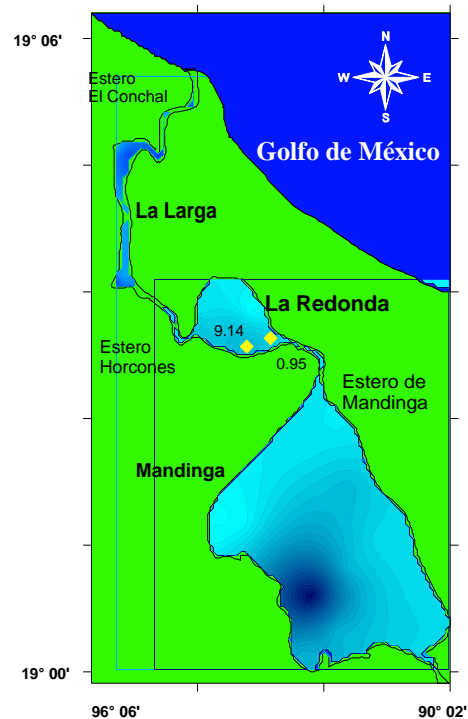 19° 06'
Estero
El Conchal
N
W E
S
Golfo de México
La Larga
La Redonda
9.14
Estero
Horcones
0.95
Estero de
Mandinga
Mandinga
19° 00'
96° 06' 90° 02'